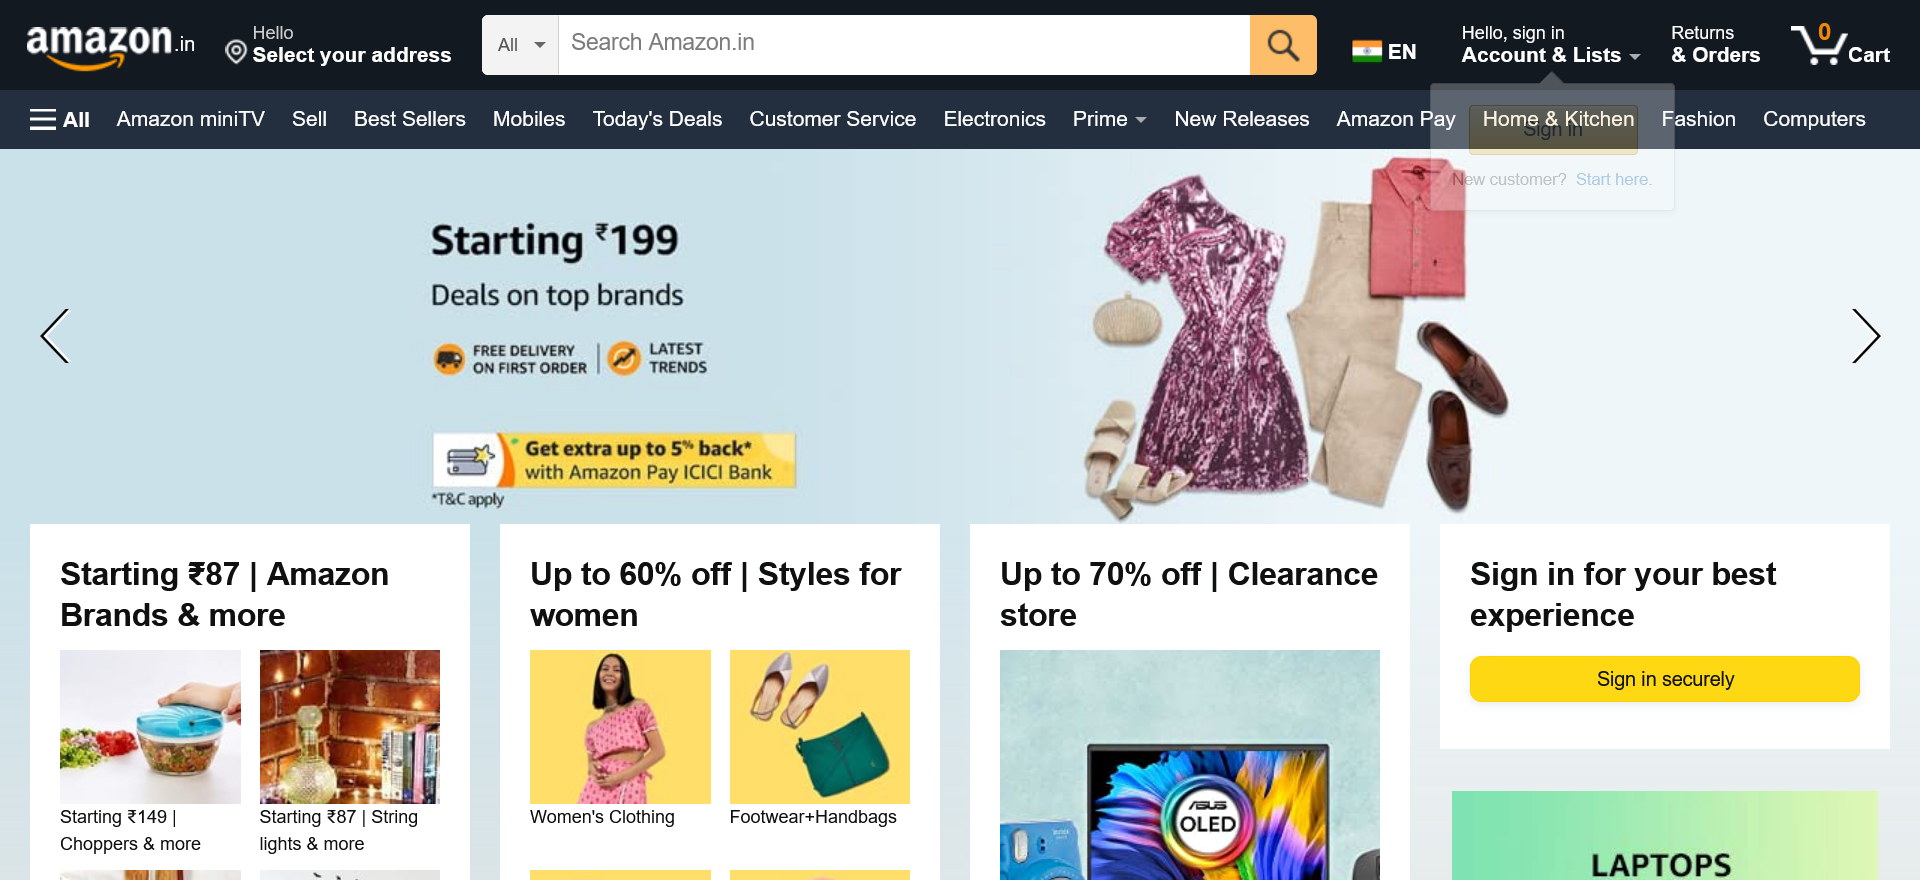 amazon.in
Hello
Select your address
All
Search Amazon.in
EN
Hello, sign in
Account & Lists
Returns
& Orders
0
Cart
All
Amazon miniTV
Sell
Best Sellers
Mobiles
Today's Deals
Customer Service
Electronics
Prime
New Releases
Amazon Pay
Home & Kitchen
Fashion
Computers
Sign in
New customer? Start here.
Starting ₹199
Deals on top brands
FREE DELIVERY
ON FIRST ORDER
LATEST
TRENDS
Get extra up to 5% back*
with Amazon Pay ICICI Bank
*T&C apply
Starting ₹87 | Amazon
Brands & more
Starting ₹149 |
Choppers & more
Starting ₹87 | String
lights & more
Up to 60% off | Styles for
women
Women's Clothing
Footwear+Handbags
Up to 70% off | Clearance
store
ASUS
OLED
Sign in for your best
experience
Sign in securely
LAPTOPS